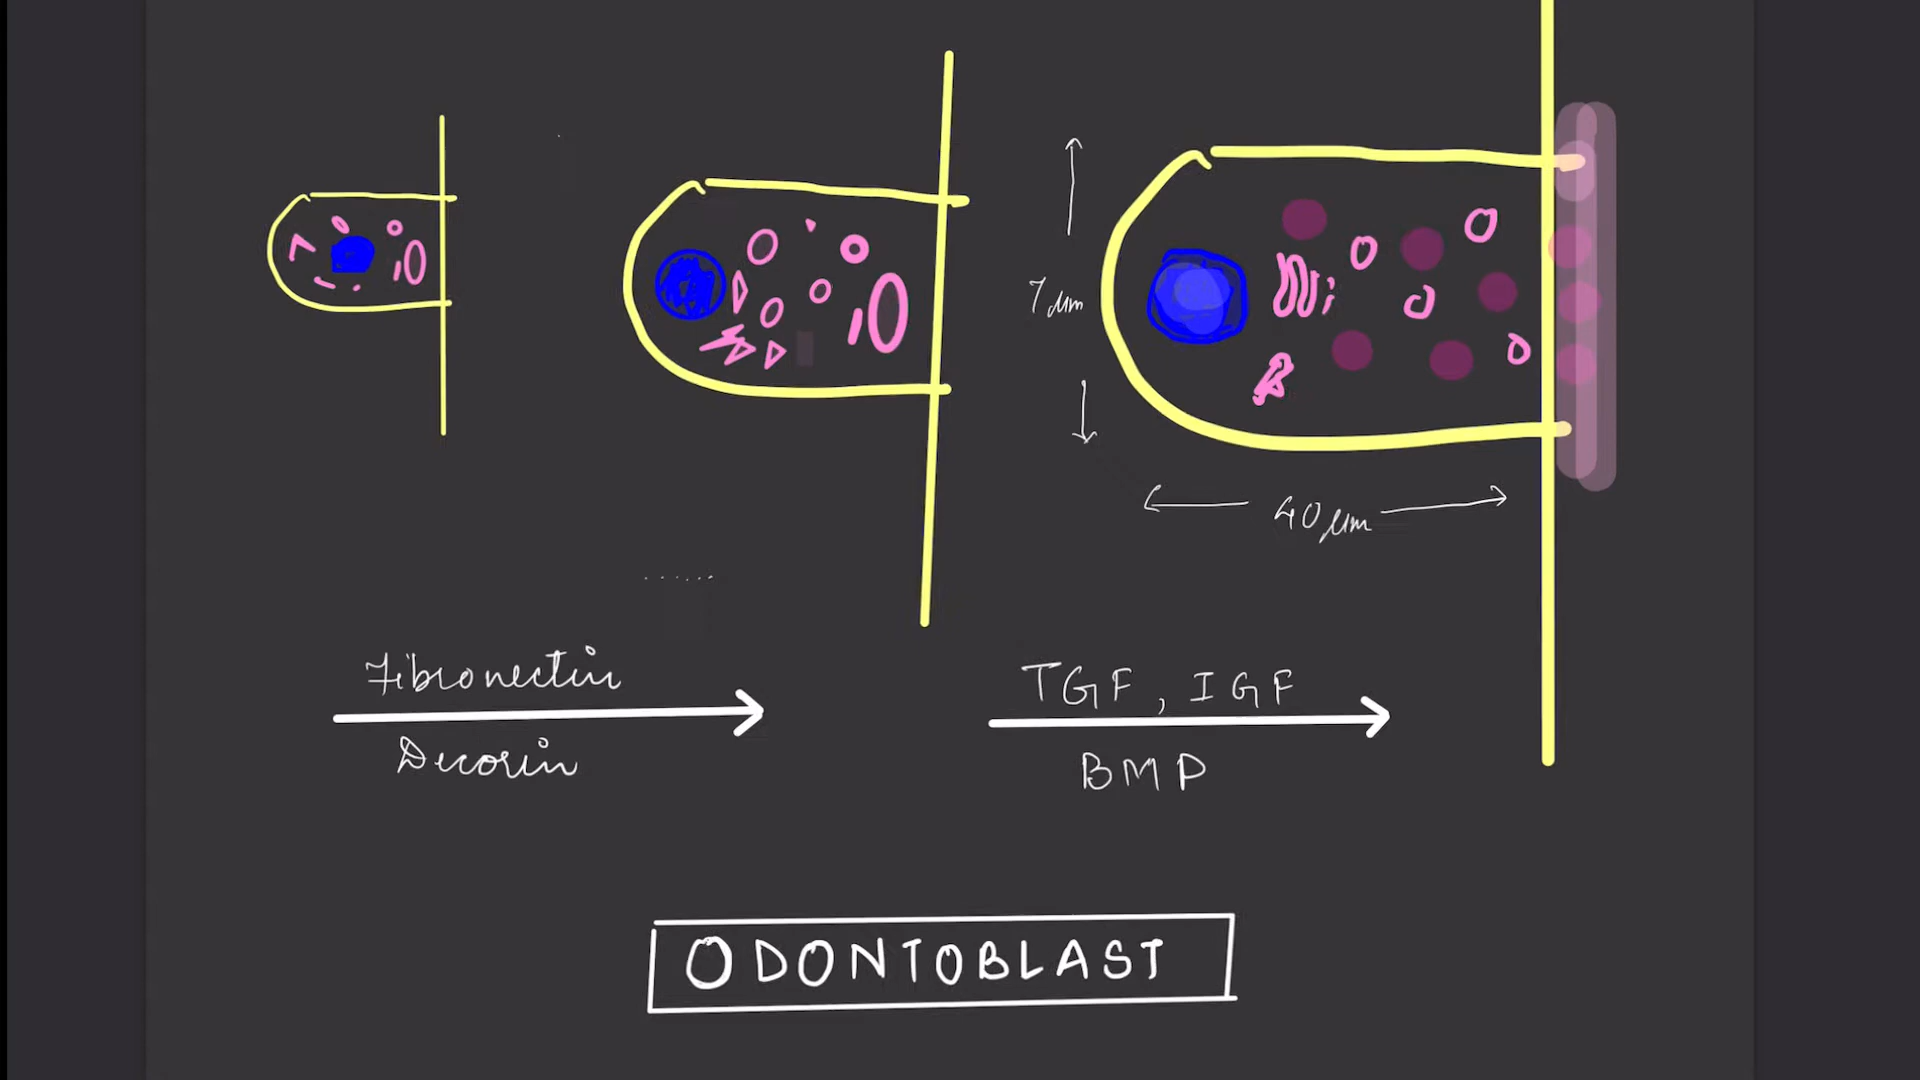 7 μm
40 μm
Fibronectin
Decorin
TGF, IGF
BMP
ODONTOBLAST